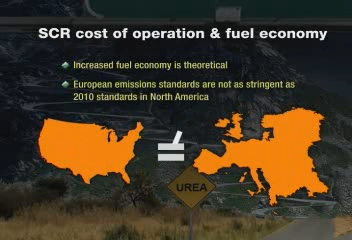 SCR cost of operation & fuel economy
Increased fuel economy is theoretical
European emissions standards are not as stringent as
2010 standards in North America
≠
UREA